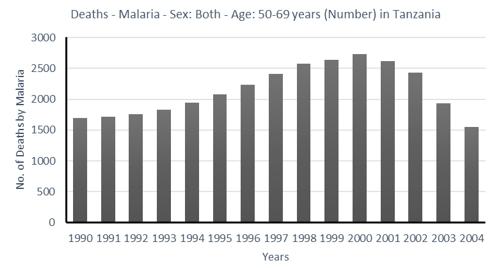 Deaths - Malaria - Sex: Both - Age: 50-69 years (Number) in Tanzania
No. of Deaths by Malaria
3000
2500
2000
1500
1000
500
0
1990 1991 1992 1993 1994 1995 1996 1997 1998 1999 2000 2001 2002 2003 2004
Years